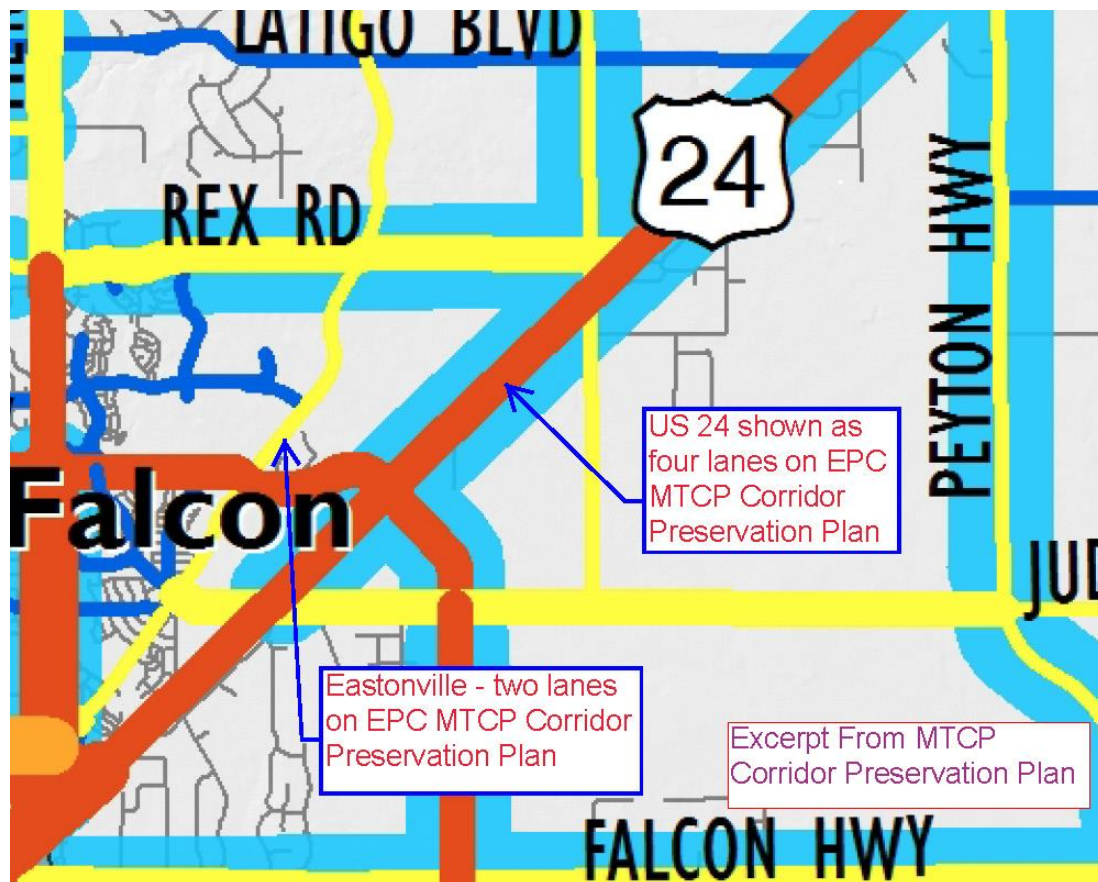 LATIGO BLVD
24
REX RD
PEYTON HWY
US 24 shown as
four lanes on EPC
MTCP Corridor
Preservation Plan
Falcon
JUD
Eastonville - two lanes
on EPC MTCP Corridor
Preservation Plan
Excerpt From MTCP
Corridor Preservation Plan
FALCON HWY